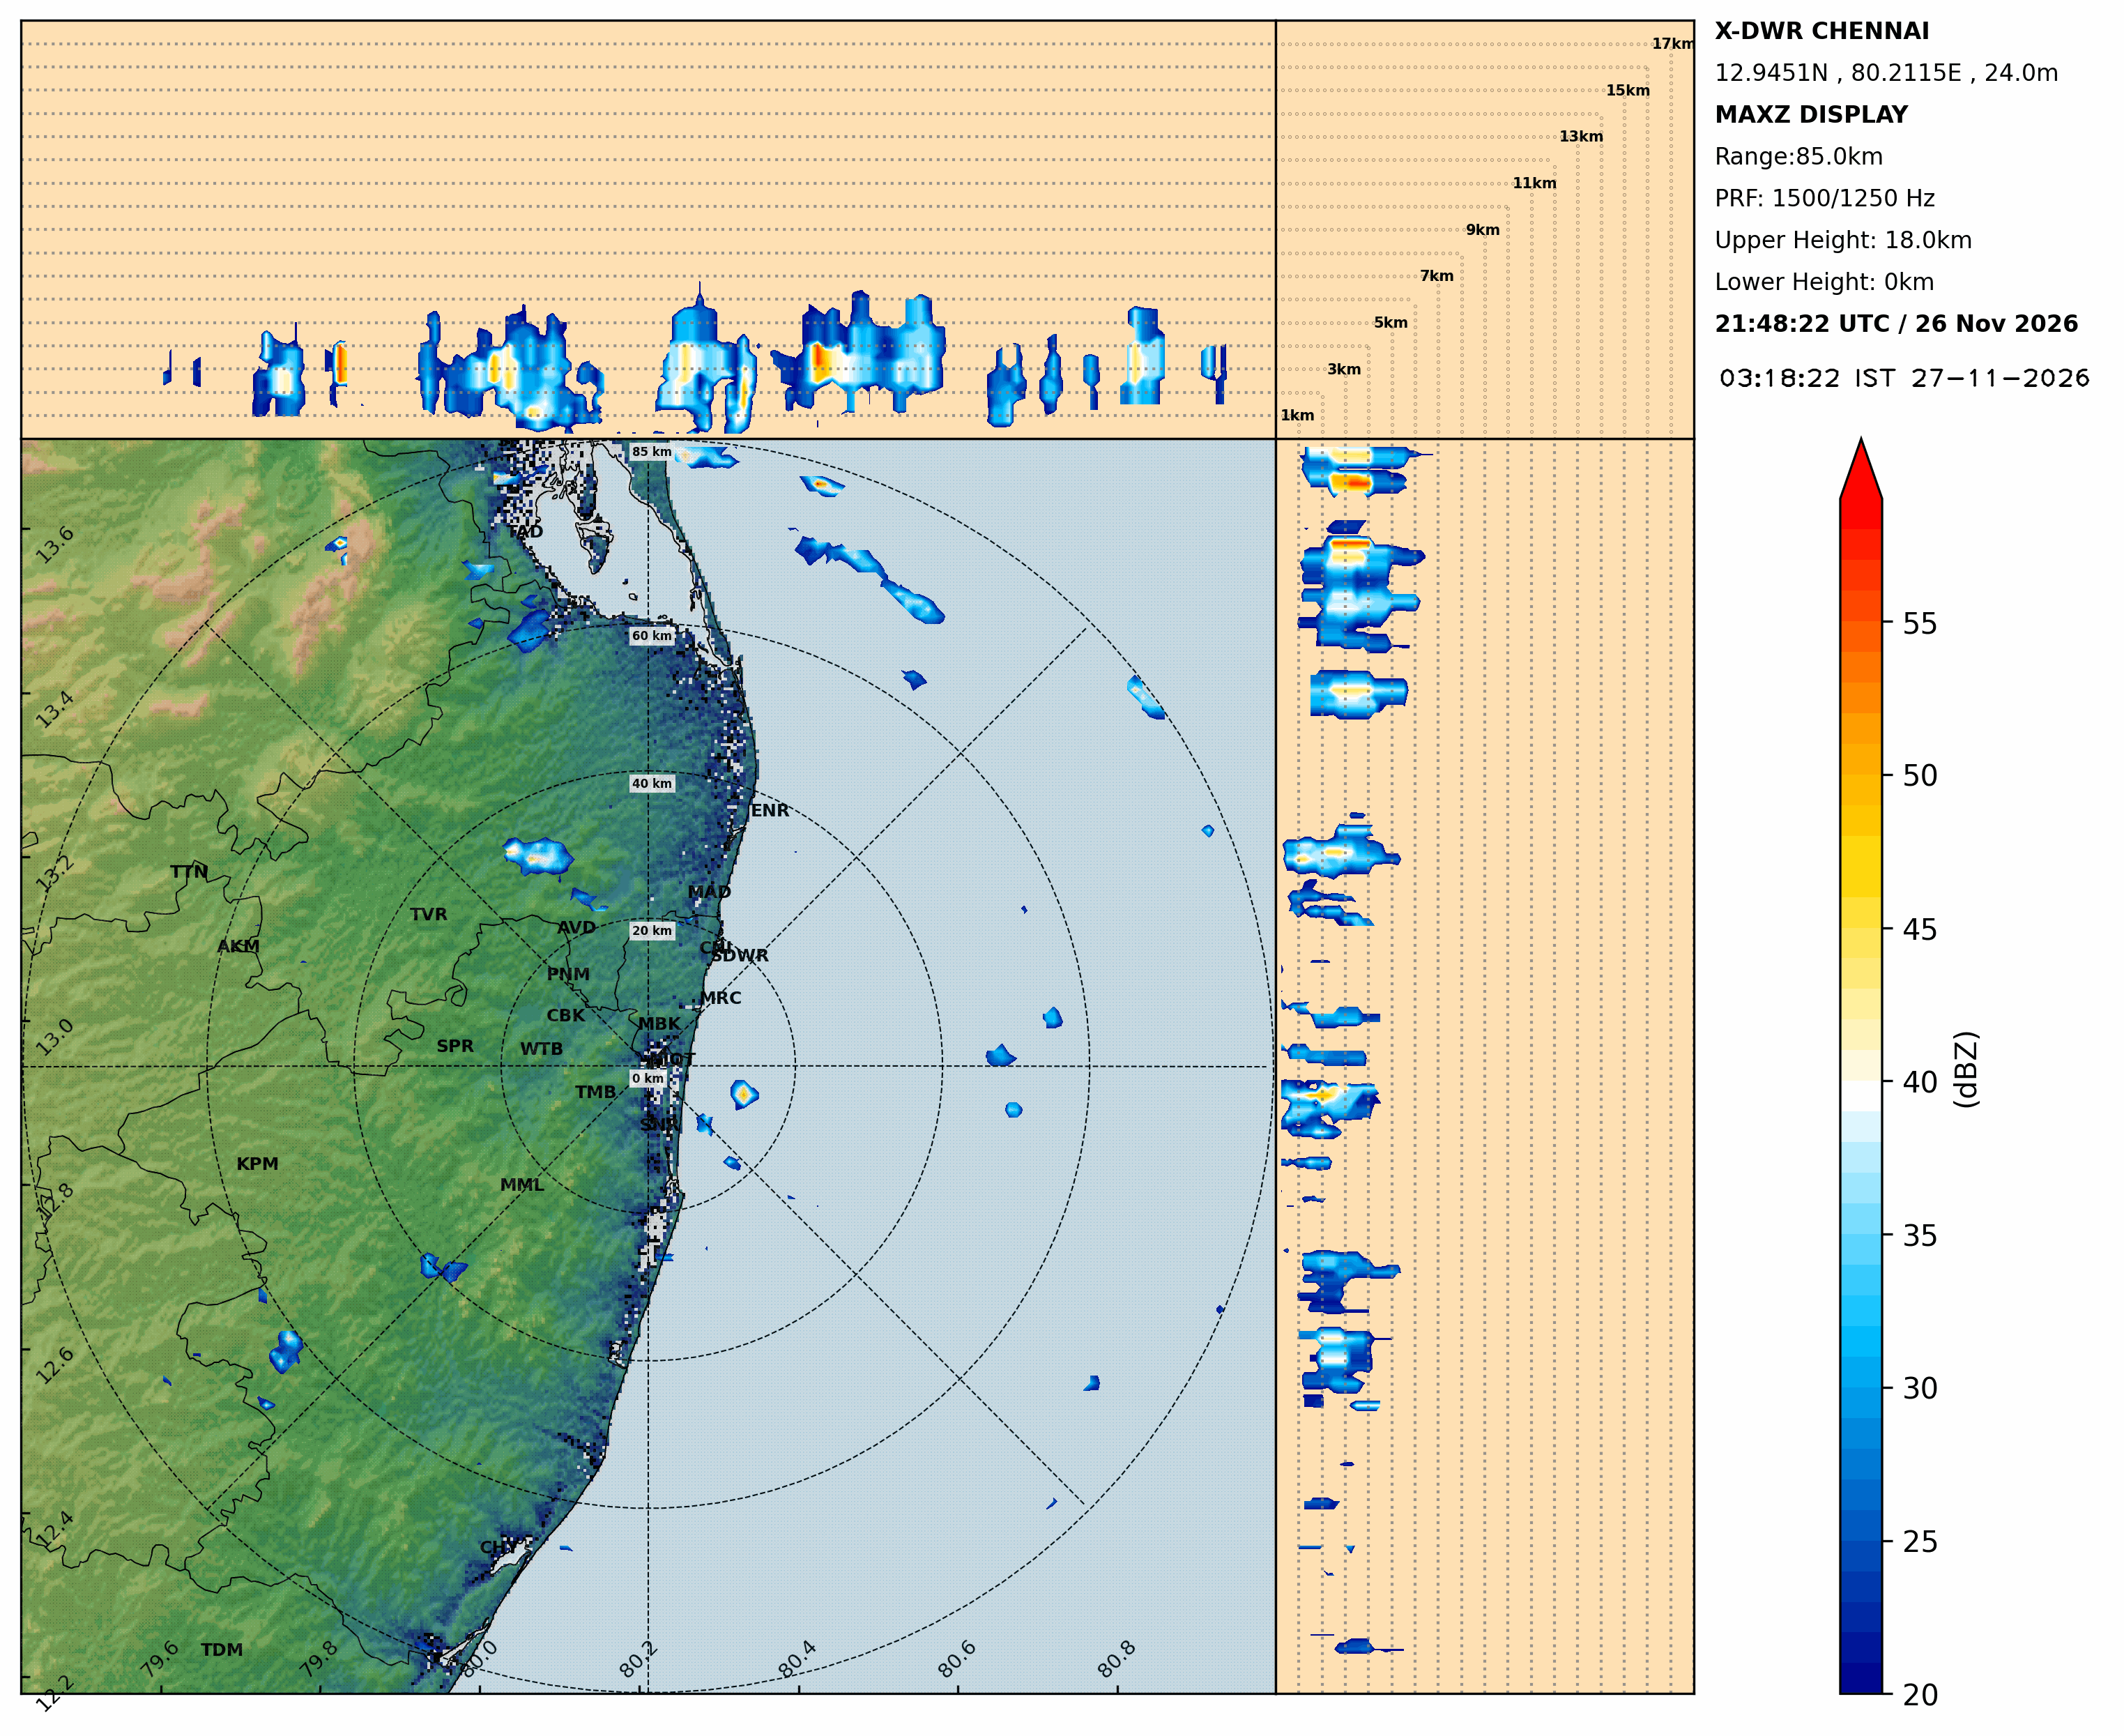 X-DWR CHENNAI
12.9451N , 80.2115E , 24.0m
MAXZ DISPLAY
Range:85.0km
PRF: 1500/1250 Hz
Upper Height: 18.0km
Lower Height: 0km
21:48:22 UTC / 26 Nov 2026
03:18:22 IST 27-11-2026
17km
15km
13km
11km
9km
7km
5km
3km
1km
85 km
60 km
40 km
20 km
0 km
TAD
ENR
TTN
MAD
TVR
AVD
AKM
SDWR
PNM
MRC
CBK
MBK
SPR
WTB
TMB
SNR
KPM
MML
CHY
TDM
13.6
13.4
13.2
13.0
12.8
12.6
12.4
12.2
79.6
79.8
80.0
80.2
80.4
80.6
80.8
55
50
45
40
35
30
25
20
(dBZ)